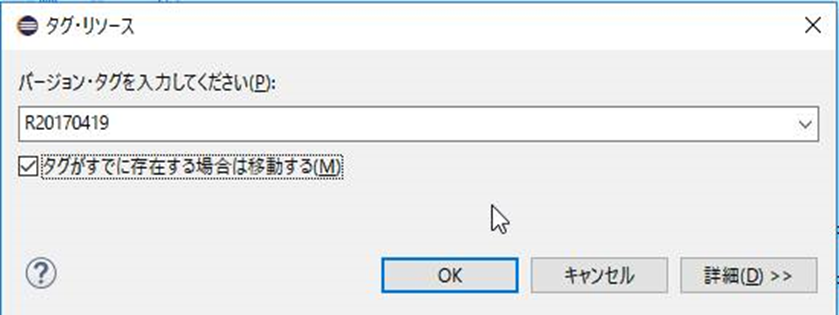 タグ・リソース
バージョン・タグを入力してください(P):
R20170419
タグがすでに存在する場合は移動する(M)
OK キャンセル 詳細(D) >>